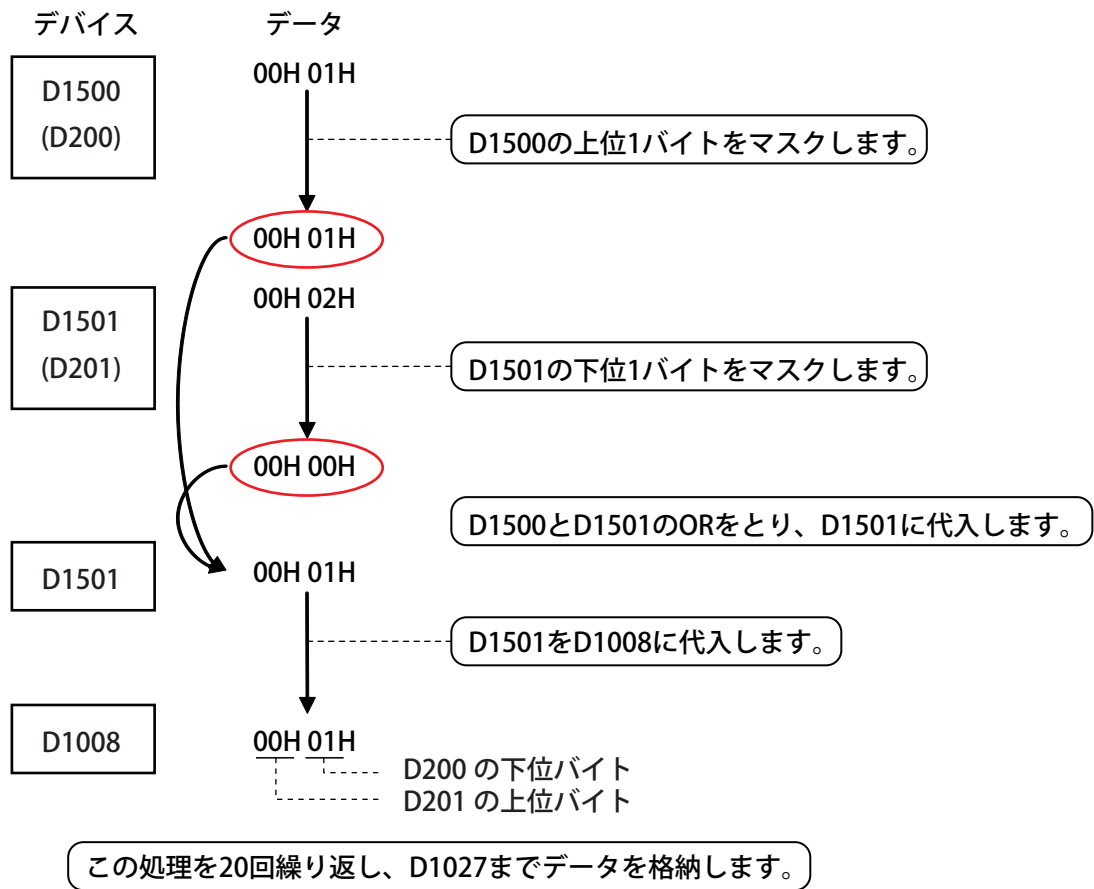 デバイス データ
D1500
(D200)
00H 01H
D1500の上位1バイトをマスクします。
00H 01H
D1501
(D201)
00H 02H
D1501の下位1バイトをマスクします。
00H 00H
D1500とD1501のORをとり、D1501に代入します。
D1501
00H 01H
D1501をD1008に代入します。
D1008
00H 01H
D200 の下位バイト
D201 の上位バイト
この処理を20回繰り返し、D1027までデータを格納します。